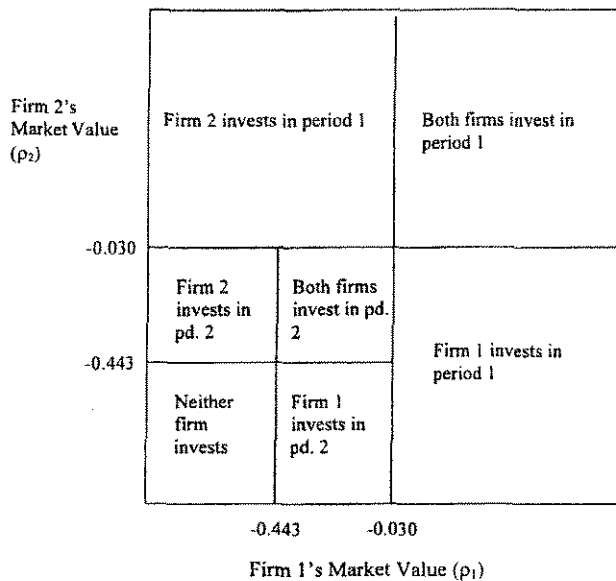 Firm 2's
Market Value
(ρ₂)
Firm 2 invests in period 1
Both firms invest in
period 1
-0.030
Firm 2
invests in
pd. 2
Both firms
invest in pd.
2
-0.443
Firm 1 invests in
period 1
Neither
firm
invests
Firm 1
invests in
pd. 2
-0.443
-0.030
Firm 1's Market Value (ρ₁)